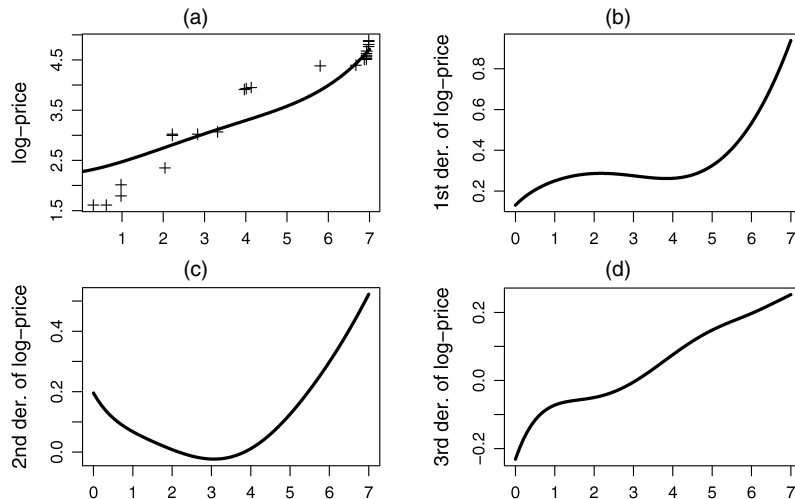 (a)
log−price
1.5 2.5 3.5 4.5
1 2 3 4 5 6 7
(b)
1st der. of log−price
0.2 0.4 0.6 0.8
0 1 2 3 4 5 6 7
(c)
2nd der. of log−price
0.0 0.2 0.4
0 1 2 3 4 5 6 7
(d)
3rd der. of log−price
−0.2 0.0 0.2
0 1 2 3 4 5 6 7